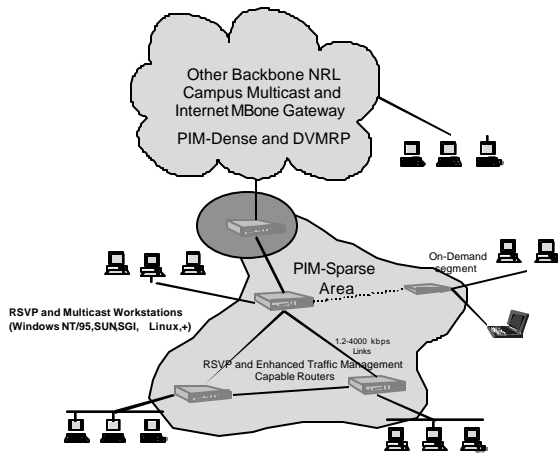 Other Backbone NRL
Campus Multicast and
Internet MBone Gateway
PIM-Dense and DVMRP
On-Demand
segment
PIM-Sparse
Area
RSVP and Multicast Workstations
(Windows NT/95,SUN,SGI, Linux,+)
1.2-4000 kbps
Links
RSVP and Enhanced Traffic Management
Capable Routers